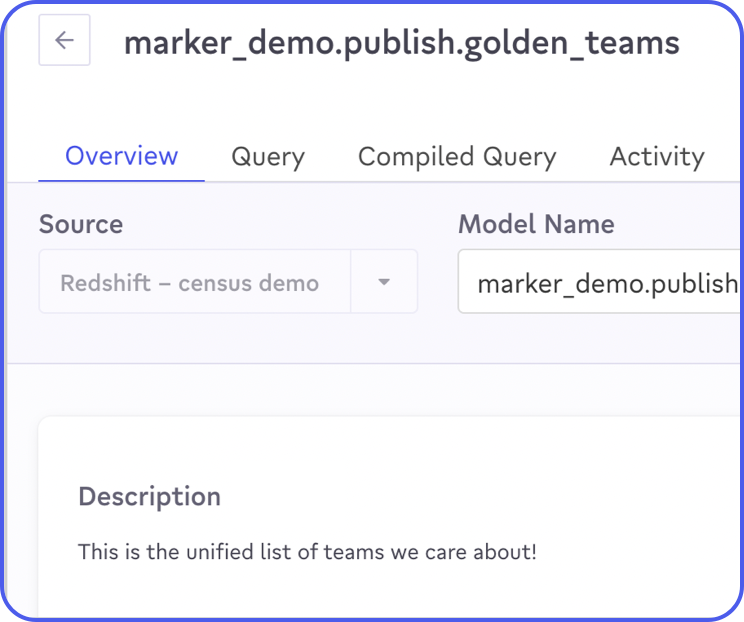 marker_demo.publish.golden_teams
Overview Query Compiled Query Activity
Source Model Name
Redshift – census demo marker_demo.publish
Description
This is the unified list of teams we care about!